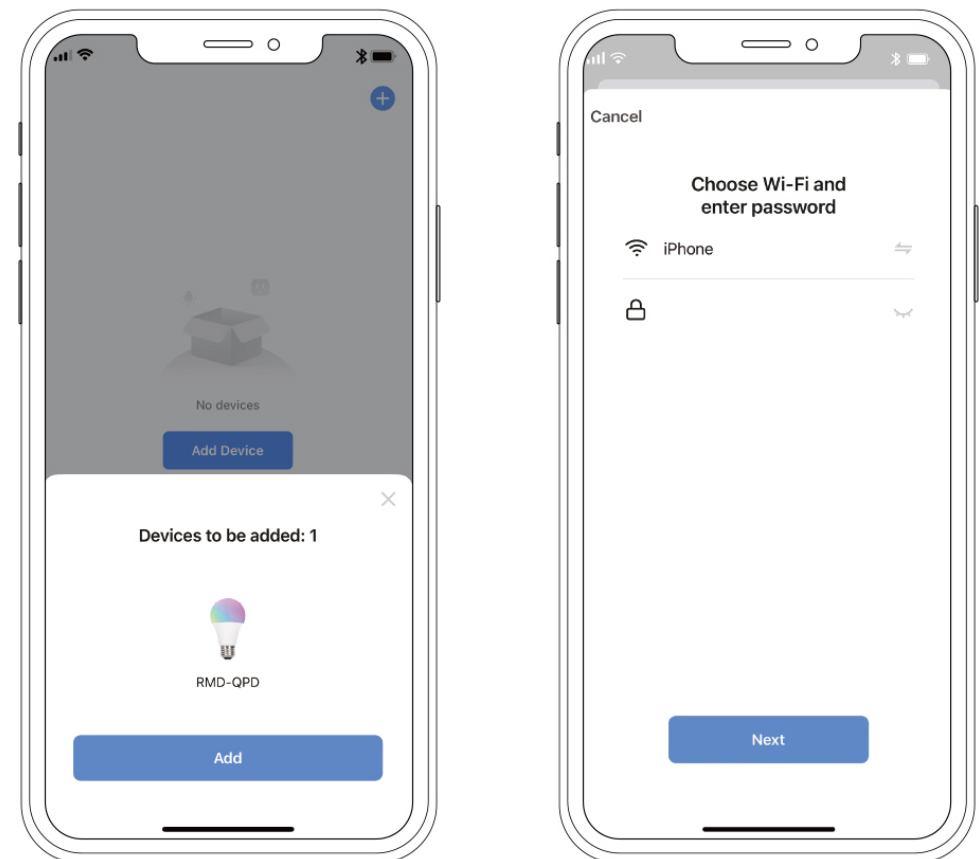 No devices
Add Device
Devices to be added: 1
RMD-QPD
Add
Cancel
Choose Wi-Fi and
enter password
iPhone
Next